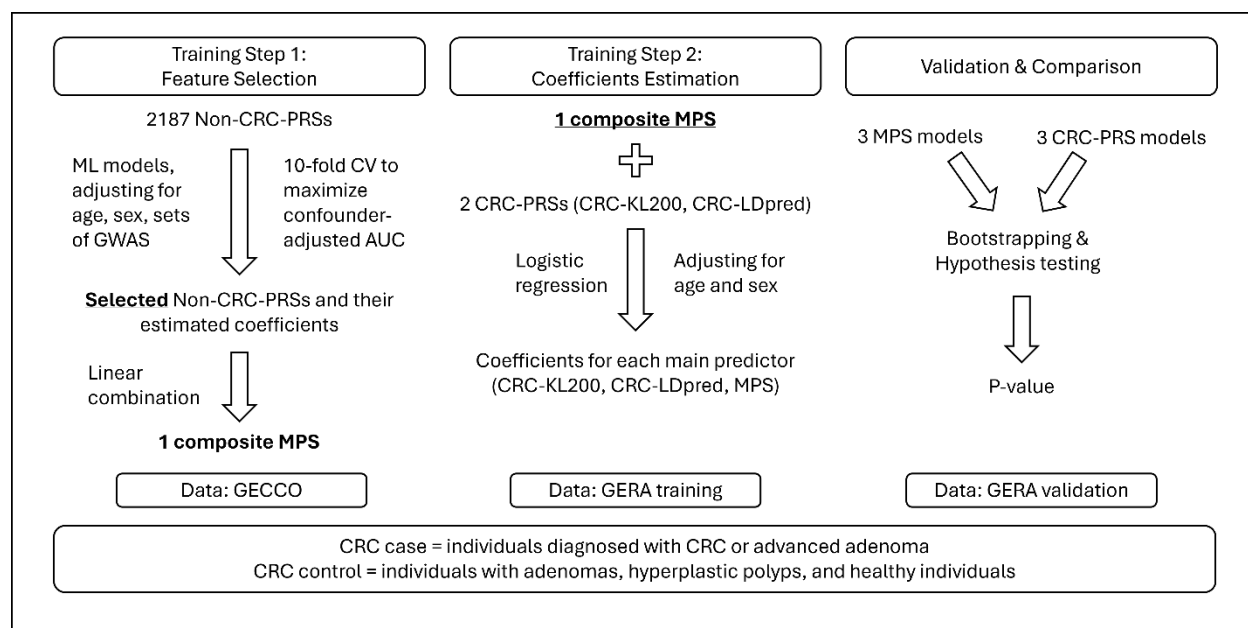 Training Step 1:
Feature Selection
2187 Non-CRC-PRSs
ML models,
adjusting for
age, sex, sets
of GWAS
10-fold CV to
maximize
confounder-
adjusted AUC
Selected Non-CRC-PRSs and their
estimated coefficients
Linear
combination
1 composite MPS
Data: GECCO
Training Step 2:
Coefficients Estimation
1 composite MPS
2 CRC-PRSs (CRC-KL200, CRC-LDpred)
Logistic
regression
Adjusting for
age and sex
Coefficients for each main predictor
(CRC-KL200, CRC-LDpred, MPS)
Data: GERA training
Validation & Comparison
3 MPS models
3 CRC-PRS models
Bootstrapping &
Hypothesis testing
P-value
Data: GERA validation
CRC case = individuals diagnosed with CRC or advanced adenoma
CRC control = individuals with adenomas, hyperplastic polyps, and healthy individuals